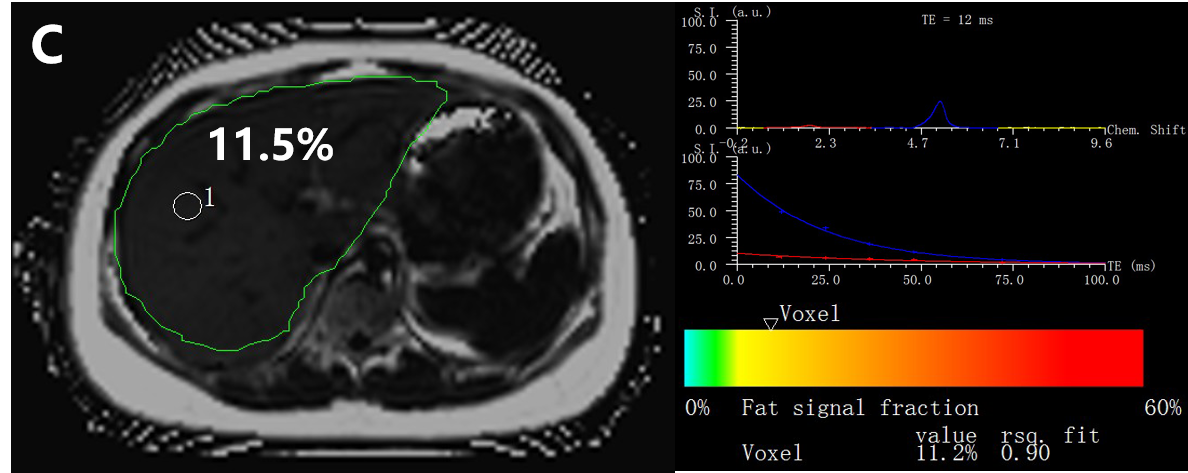 C
11.5%
1
S.I. (a.u.)
TE = 12 ms
100.0
75.0
50.0
25.0
0.0
Chem. Shift
-0.2 2.3 4.7 7.1 9.6
S.I. (a.u.)
100.0
75.0
50.0
25.0
0.0
TE (ms)
0.0 25.0 50.0 75.0 100.0
Voxel
0% Fat signal fraction 60%
value rsq. fit
Voxel 11.2% 0.90